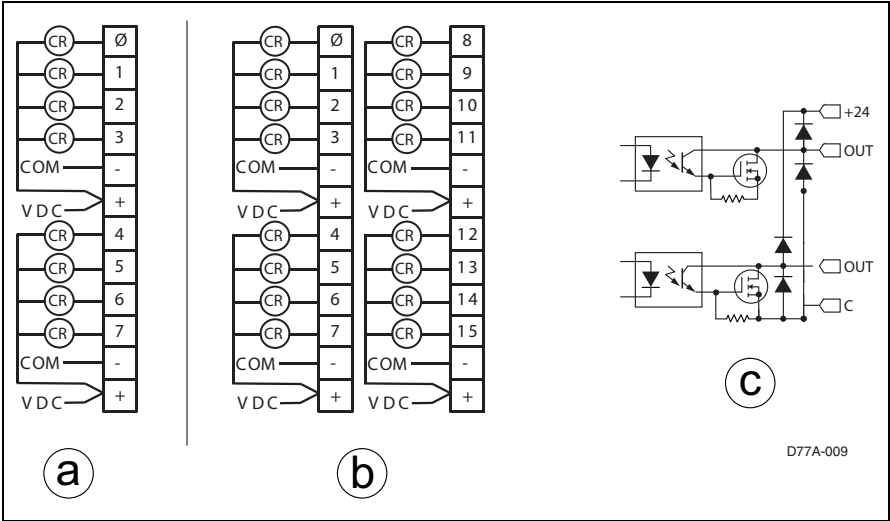 CR Ø
CR 1
CR 2
CR 3
COM -
VDC +
CR 4
CR 5
CR 6
CR 7
COM -
VDC +
a
CR Ø CR 8
CR 1 CR 9
CR 2 CR 10
CR 3 CR 11
COM - COM -
VDC + VDC +
CR 4 CR 12
CR 5 CR 13
CR 6 CR 14
CR 7 CR 15
COM - COM -
VDC + VDC +
b
+24
OUT
OUT
C
c
D77A-009